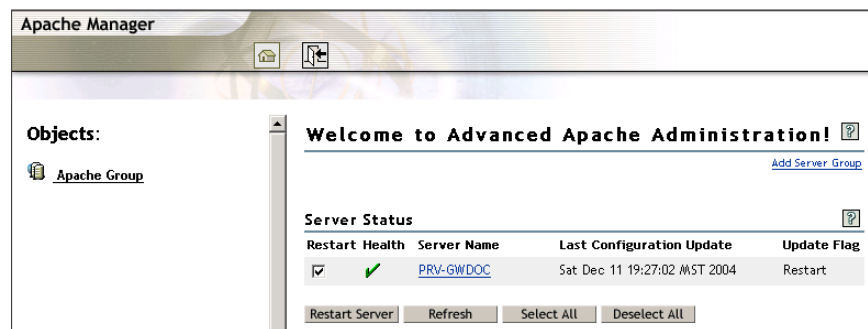 Apache Manager
Objects:
Apache Group
Welcome to Advanced Apache Administration! ?
Add Server Group
Server Status ?
Restart Health Server Name Last Configuration Update Update Flag
PRV-GWDOC Sat Dec 11 19:27:02 MST 2004 Restart
Restart Server Refresh Select All Deselect All